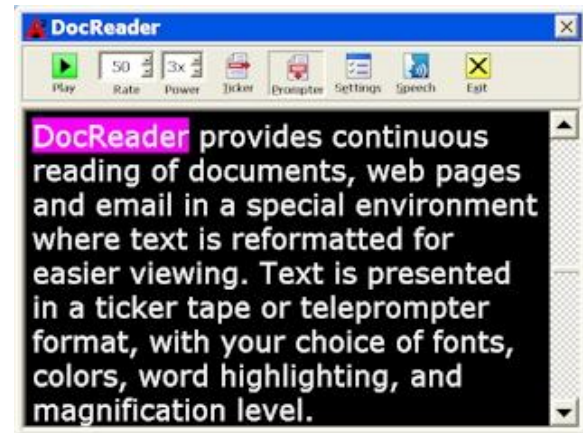 DocReader
50 3x
Play Rate Power Ticker Prompter Settings Speech Exit
DocReader provides continuous
reading of documents, web pages
and email in a special environment
where text is reformatted for
easier viewing. Text is presented
in a ticker tape or teleprompter
format, with your choice of fonts,
colors, word highlighting, and
magnification level.